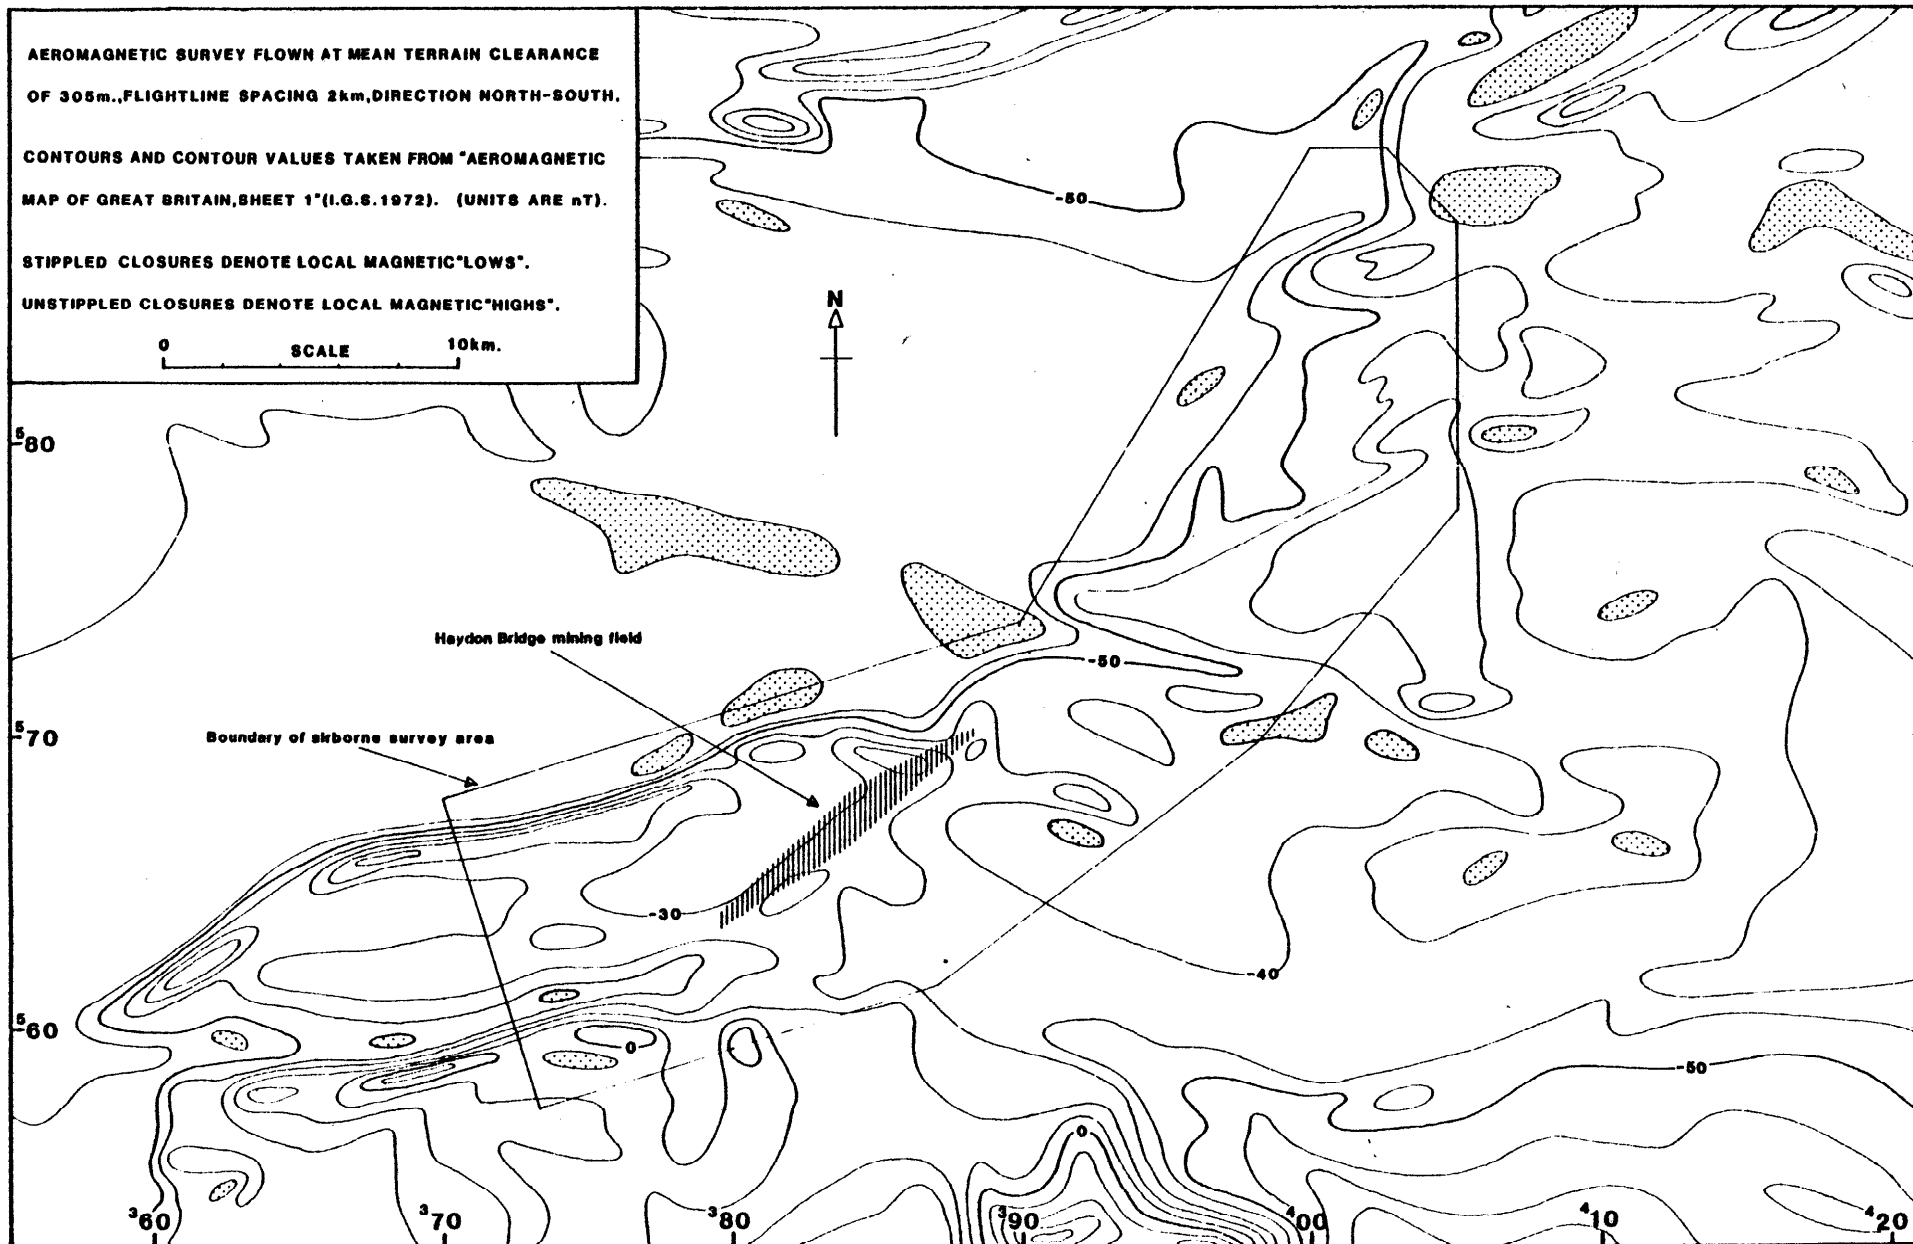 AEROMAGNETIC SURVEY FLOWN AT MEAN TERRAIN CLEARANCE
OF 305m.,FLIGHTLINE SPACING 2km,DIRECTION NORTH-SOUTH.
CONTOURS AND CONTOUR VALUES TAKEN FROM "AEROMAGNETIC
MAP OF GREAT BRITAIN,SHEET 1"(I.G.S.1972). (UNITS ARE nT).
STIPPLED CLOSURES DENOTE LOCAL MAGNETIC"LOWS".
UNSTIPPLED CLOSURES DENOTE LOCAL MAGNETIC"HIGHS".
0 SCALE 10km.
-50
N
580
Haydon Bridge mining field
-50
570
Boundary of airborne survey area
-30
-40
560
0
-50
0
360 370 380 390 400 410 420